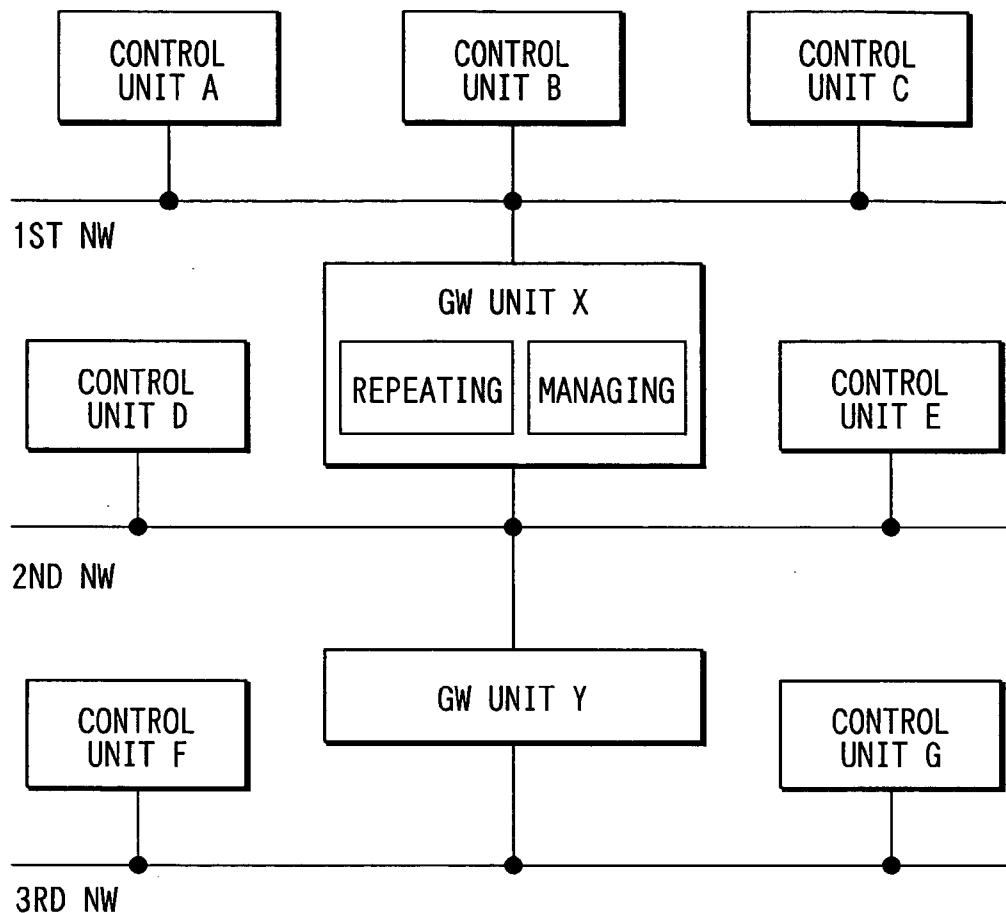 CONTROL
UNIT A
CONTROL
UNIT B
CONTROL
UNIT C
1ST NW
GW UNIT X
REPEATING
MANAGING
CONTROL
UNIT D
CONTROL
UNIT E
2ND NW
GW UNIT Y
CONTROL
UNIT F
CONTROL
UNIT G
3RD NW